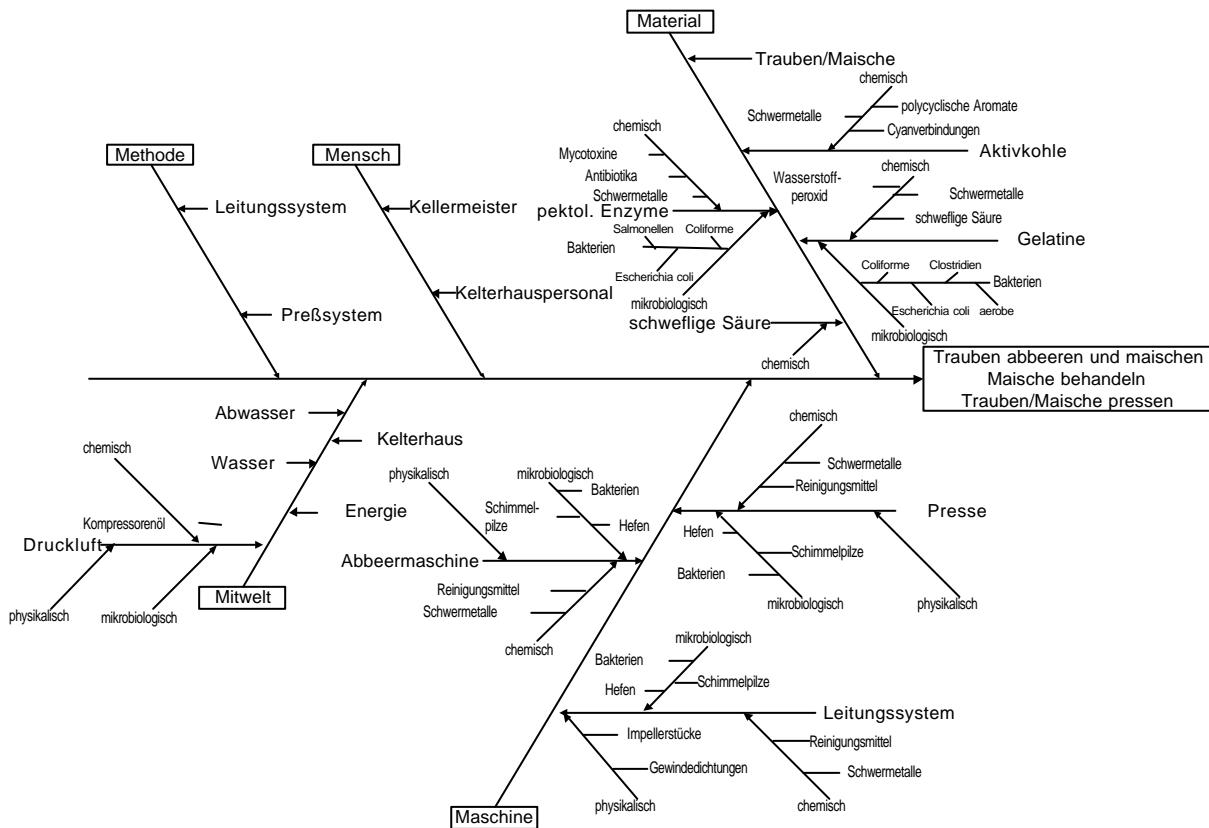 Material
Trauben/Maische
chemisch
polycyclische Aromate
Schwermetalle
Cyanverbindungen
Aktivkohle
chemisch
Mycotoxine
Antibiotika
Schwermetalle
pektol. Enzyme
Wasserstoff-
peroxid
chemisch
Schwermetalle
schweflige Säure
Gelatine
Methode
Mensch
Leitungssystem
Kellermeister
Salmonellen
Coliforme
Bakterien
Escherichia coli
mikrobiologisch
Coliforme
Clostridien
Bakterien
Escherichia coli
aerobe
mikrobiologisch
Preßsystem
Kelterhauspersonal
schweflige Säure
chemisch
Trauben abbeeren und maischen
Maische behandeln
Trauben/Maische pressen
Abwasser
Kelterhaus
Wasser
Energie
chemisch
Kompressorenöl
Druckluft
physikalisch
mikrobiologisch
Mitwelt
physikalisch
mikrobiologisch
Bakterien
Schimmel-
pilze
Hefen
Abbeermaschine
Reinigungsmittel
Schwermetalle
chemisch
chemisch
Schwermetalle
Reinigungsmittel
Presse
Hefen
Schimmelpilze
Bakterien
mikrobiologisch
physikalisch
mikrobiologisch
Bakterien
Schimmelpilze
Hefen
Leitungssystem
Impellerstücke
Reinigungsmittel
Gewindedichtungen
Schwermetalle
physikalisch
chemisch
Maschine